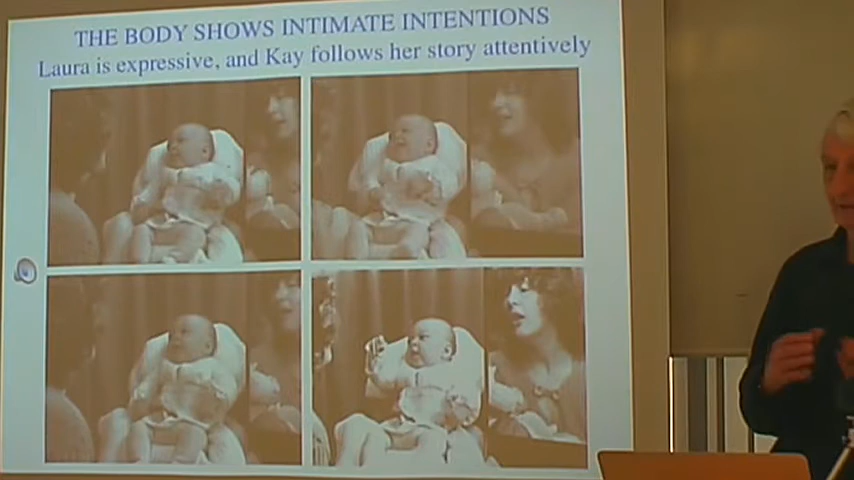 THE BODY SHOWS INTIMATE INTENTIONS
Laura is expressive, and Kay follows her story attentively